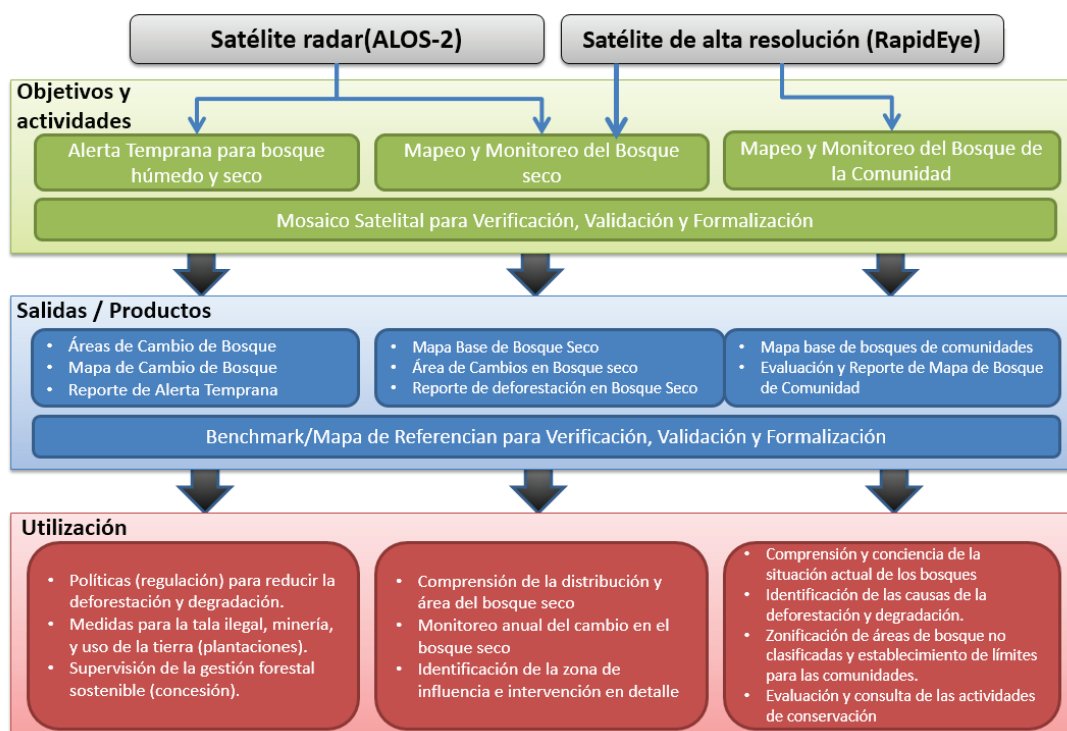 Satélite radar(ALOS-2)
Satélite de alta resolución (RapidEye)
Objetivos y
actividades
Alerta Temprana para bosque
húmedo y seco
Mapeo y Monitoreo del Bosque
seco
Mapeo y Monitoreo del Bosque de
la Comunidad
Mosaico Satelital para Verificación, Validación y Formalización
Salidas / Productos
• Áreas de Cambio de Bosque
• Mapa de Cambio de Bosque
• Reporte de Alerta Temprana
• Mapa Base de Bosque Seco
• Área de Cambios en Bosque seco
• Reporte de deforestación en Bosque Seco
• Mapa base de bosques de comunidades
• Evaluación y Reporte de Mapa de Bosque
de Comunidad
Benchmark/Mapa de Referencian para Verificación, Validación y Formalización
Utilización
• Políticas (regulación) para reducir la
deforestación y degradación.
• Medidas para la tala ilegal, minería,
y uso de la tierra (plantaciones).
• Supervisión de la gestión forestal
sostenible (concesión).
• Comprensión de la distribución y
área del bosque seco
• Monitoreo anual del cambio en el
bosque seco
• Identificación de la zona de
influencia e intervención en detalle
• Comprensión y conciencia de la
situación actual de los bosques
• Identificación de las causas de la
deforestación y degradación.
• Zonificación de áreas de bosque no
clasificadas y establecimiento de límites
para las comunidades.
• Evaluación y consulta de las actividades
de conservación